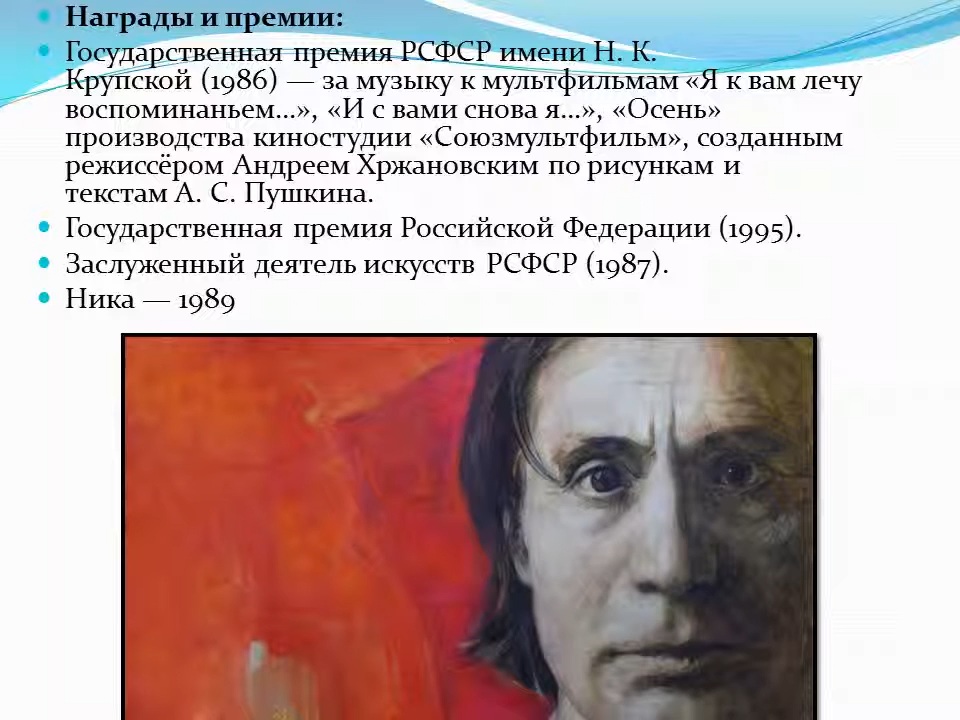 Награды и премии:
Государственная премия РСФСР имени Н. К.
Крупской (1986) — за музыку к мультфильмам «Я к вам лечу
воспоминаньем…», «И с вами снова я…», «Осень»
производства киностудии «Союзмультфильм», созданным
режиссёром Андреем Хржановским по рисункам и
текстам А. С. Пушкина.
Государственная премия Российской Федерации (1995).
Заслуженный деятель искусств РСФСР (1987).
Ника — 1989